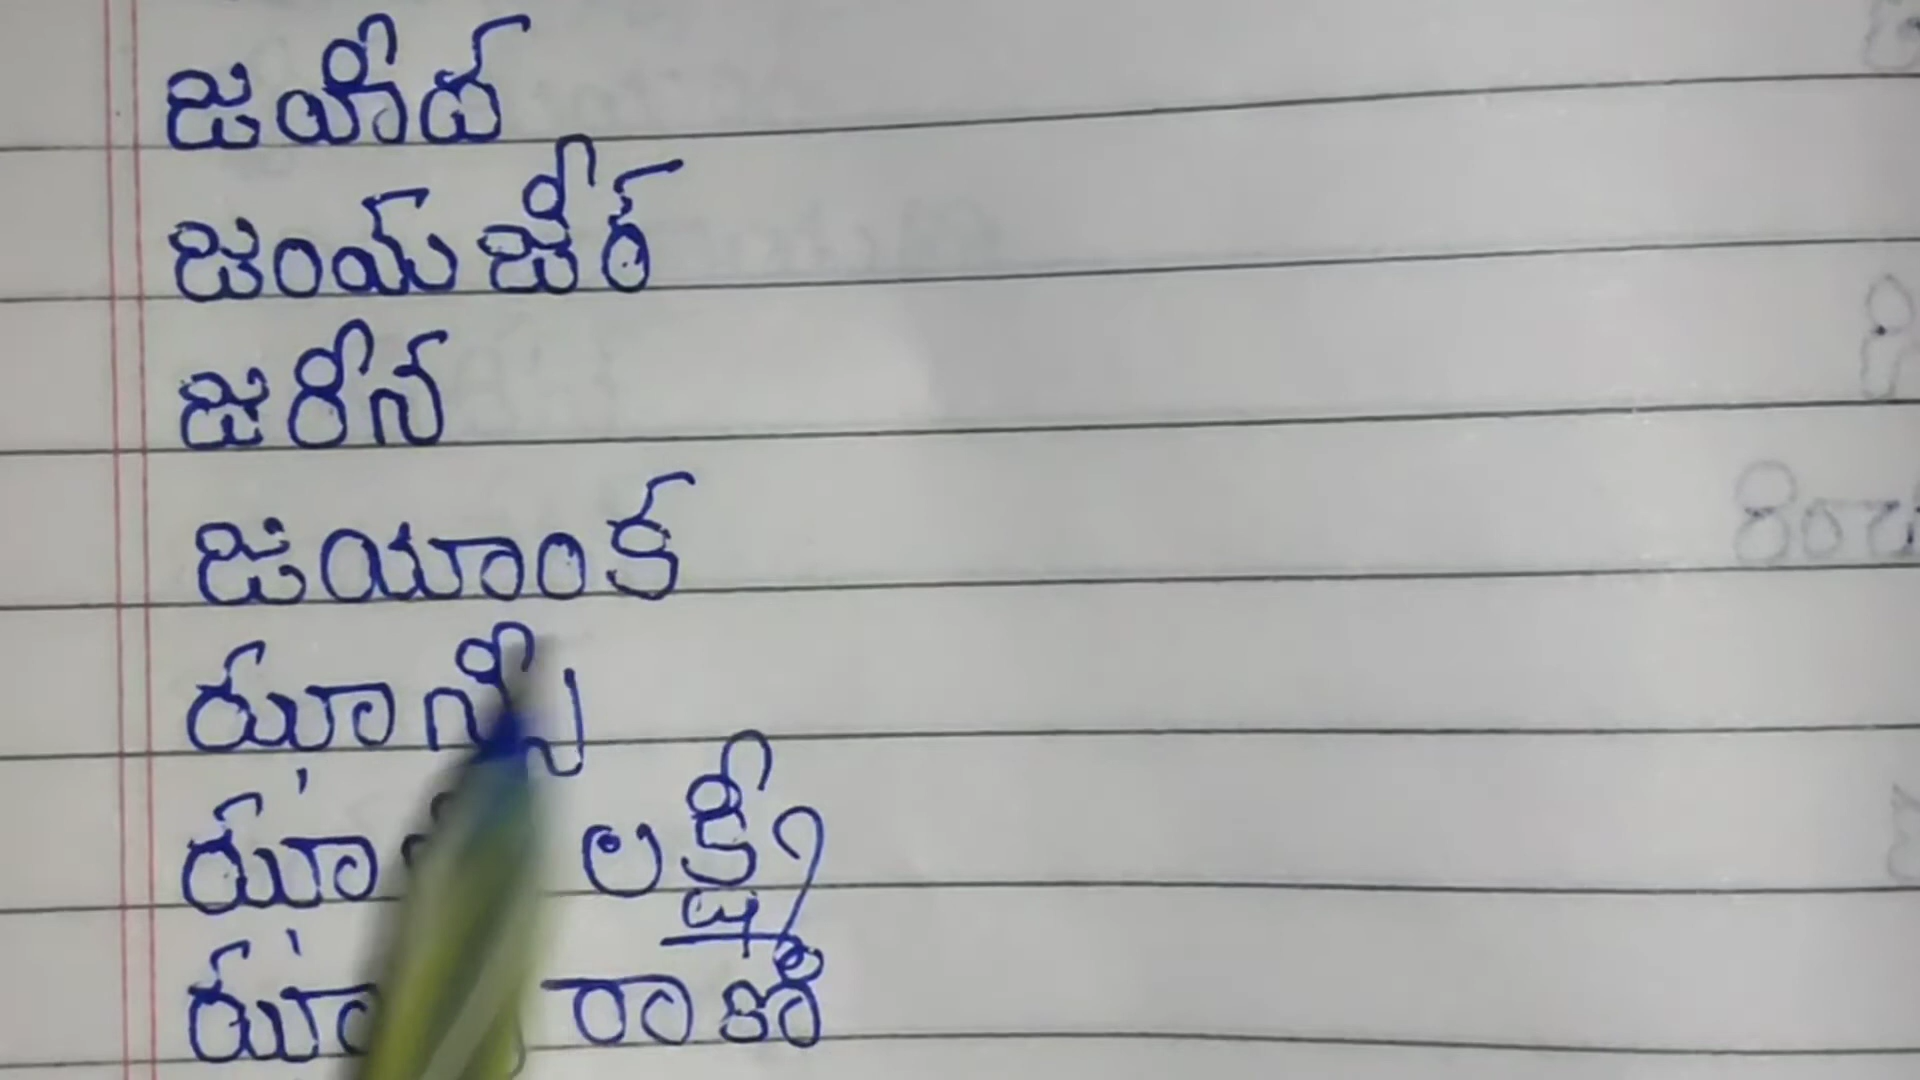 జహీద
జంయ్ జీర్
జరీన
జయాంక
ఝాన్సీ
లక్ష్మీ
రాణి